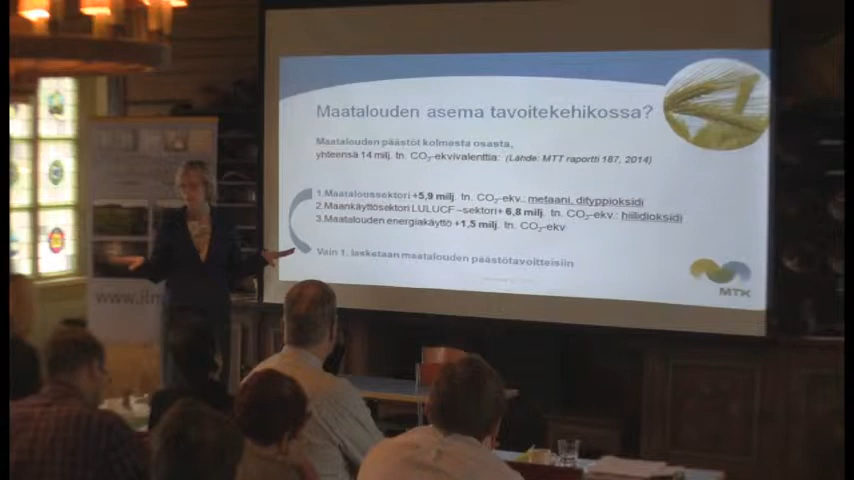 Maatalouden asema tavoitekehikossa?
Maatalouden päästöt kolmesta osasta,
yhteensä 14 milj. tn. CO₂-ekvivalenttia: (Lähde: MTT raportti 187, 2014)
1.Maataloussektori +5,9 milj. tn. CO₂-ekv.: metaani, dityppioksidi
2.Maankäyttösektori LULUCF –sektori+ 6,8 milj. tn. CO₂-ekv.: hiilidioksidi
3.Maatalouden energiakäyttö +1,5 milj. tn. CO₂-ekv
Vain 1. lasketaan maatalouden päästötavoitteisiin
MTK
www.ilm